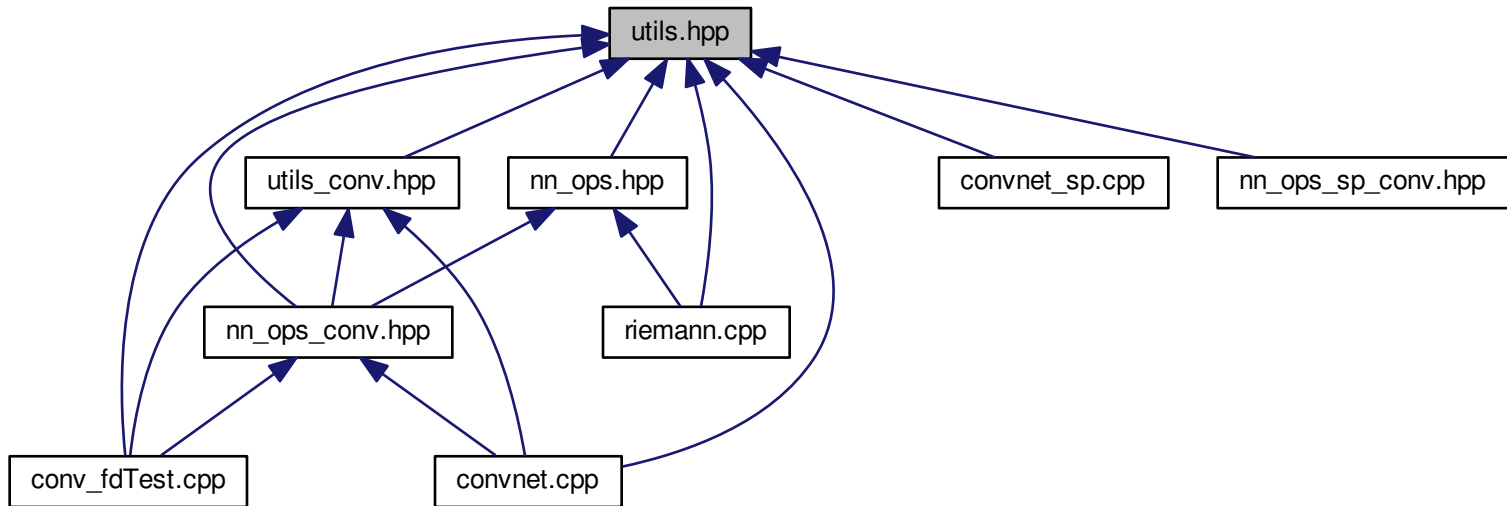 utils.hpp
utils_conv.hpp
nn_ops.hpp
convnet_sp.cpp
nn_ops_sp_conv.hpp
nn_ops_conv.hpp
riemann.cpp
conv_fdTest.cpp
convnet.cpp